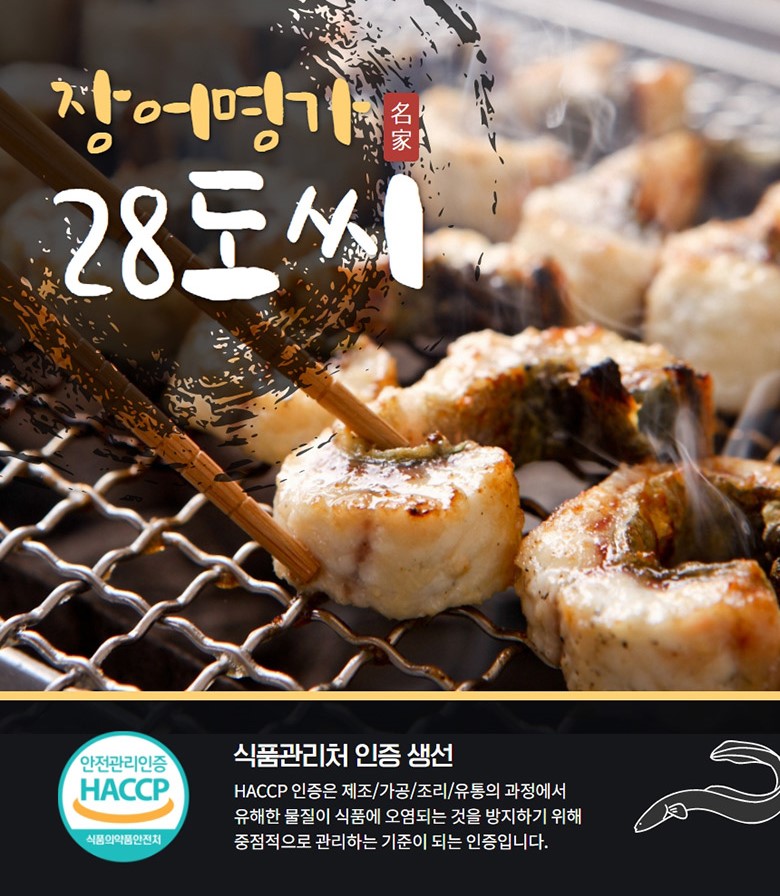 장어명가
名家
28도씨
안전관리인증
HACCP
식품의약품안전처
식품관리처 인증 생선
HACCP 인증은 제조/가공/조리/유통의 과정에서
유해한 물질이 식품에 오염되는 것을 방지하기 위해
중점적으로 관리하는 기준이 되는 인증입니다.